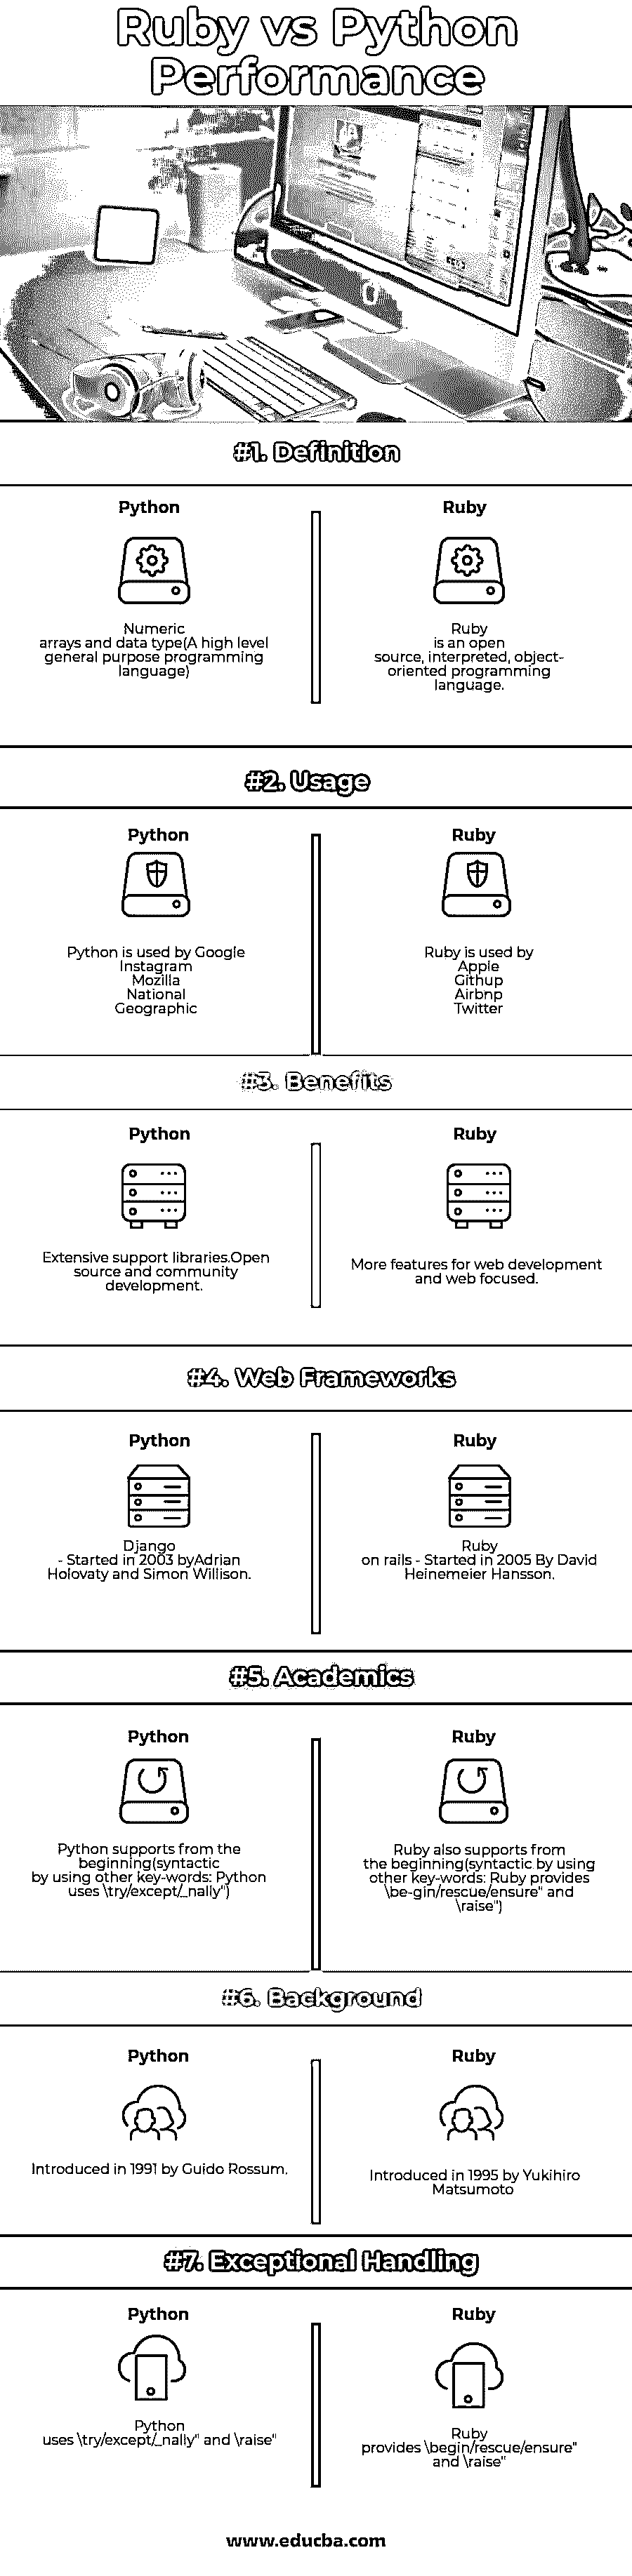 Ruby vs Python
Performance
#1. Definition
Python
Ruby
Numeric
arrays and data type(A high level
general purpose programming
language)
Ruby
is an open
source, interpreted, object-
oriented programming
language.
#2. Usage
Python
Ruby
Python is used by Google
Instagram
Mozilla
National
Geographic
Ruby is used by
Apple
Githup
Airbnp
Twitter
#3. Benefits
Python
Ruby
Extensive support libraries.Open
source and community
development.
More features for web development
and web focused.
#4. Web Frameworks
Python
Ruby
Django
- Started in 2003 byAdrian
Holovaty and Simon Willison.
Ruby
on rails - Started in 2005 By David
Heinemeier Hansson.
#5. Academics
Python
Ruby
Python supports from the
beginning(syntactic
by using other key-words: Python
uses \try/except/_nally")
Ruby also supports from
the beginning(syntactic by using
other key-words: Ruby provides
\be-gin/rescue/ensure" and
\raise")
#6. Background
Python
Ruby
Introduced in 1991 by Guido Rossum.
Introduced in 1995 by Yukihiro
Matsumoto
#7. Exceptional Handling
Python
Ruby
Python
uses \try/except/_nally" and \raise"
Ruby
provides \begin/rescue/ensure"
and \raise"
www.educba.com